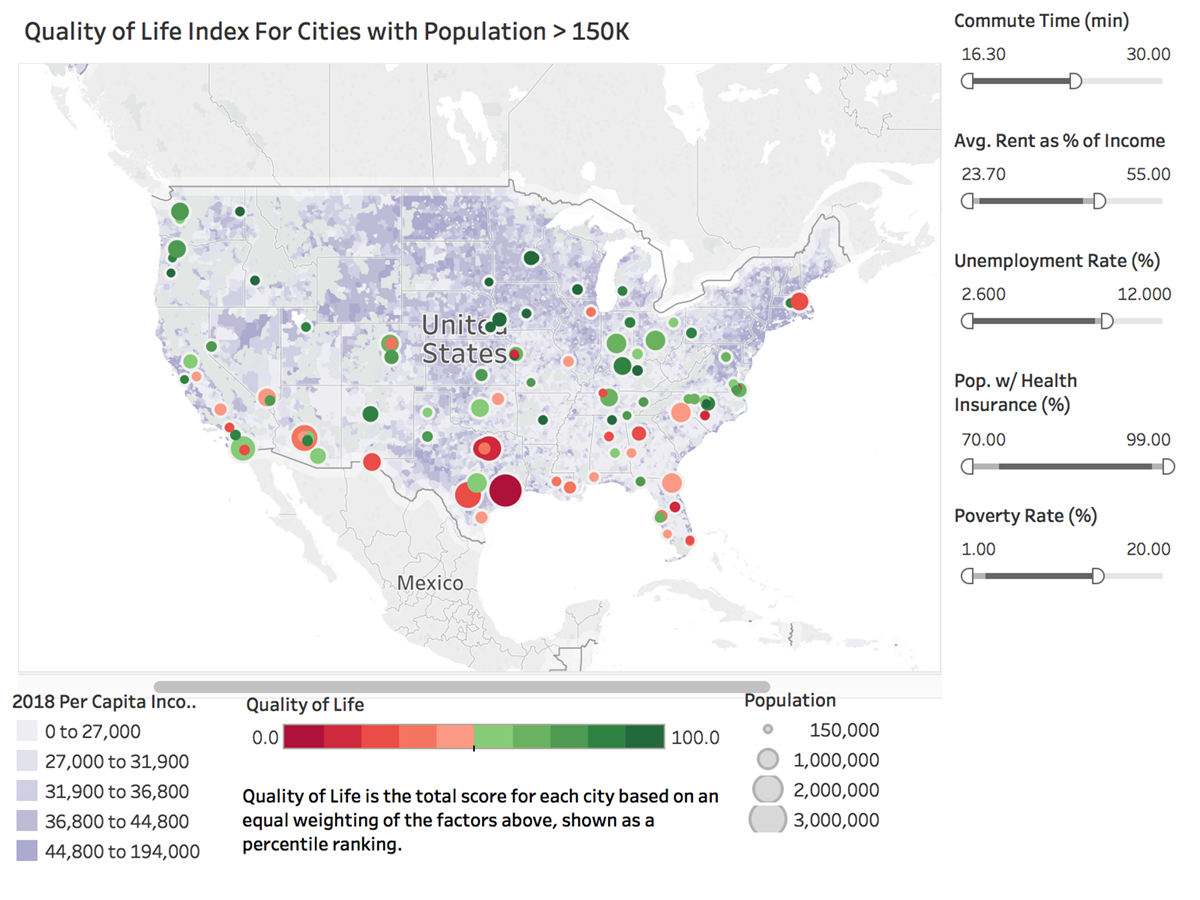 Quality of Life Index For Cities with Population > 150K
United
States
Mexico
Commute Time (min)
16.30 30.00
Avg. Rent as % of Income
23.70 55.00
Unemployment Rate (%)
2.600 12.000
Pop. w/ Health
Insurance (%)
70.00 99.00
Poverty Rate (%)
1.00 20.00
2018 Per Capita Inco..
0 to 27,000
27,000 to 31,900
31,900 to 36,800
36,800 to 44,800
44,800 to 194,000
Quality of Life
0.0 100.0
Quality of Life is the total score for each city based on an
equal weighting of the factors above, shown as a
percentile ranking.
Population
150,000
1,000,000
2,000,000
3,000,000